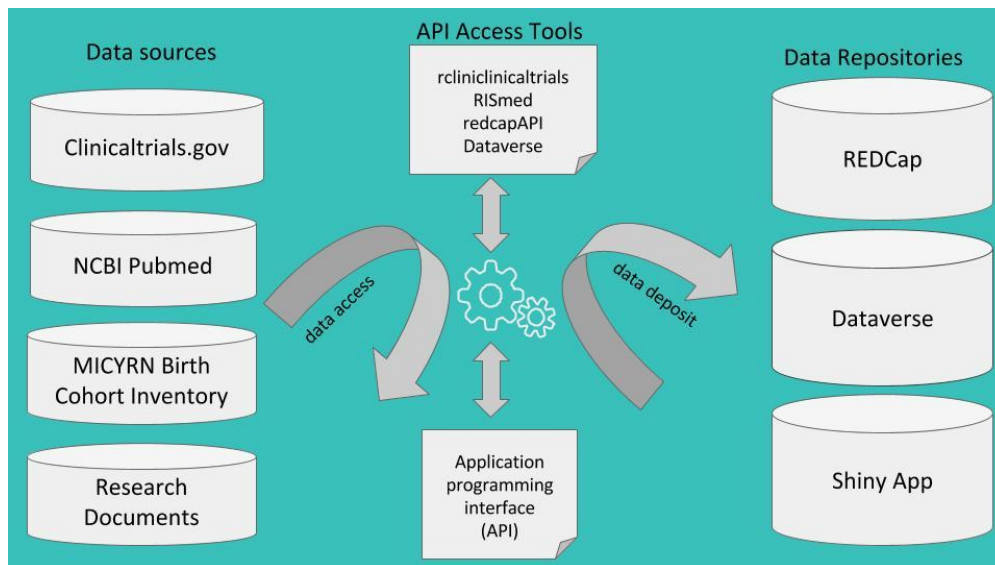 Data sources
Clinicaltrials.gov
NCBI Pubmed
MICYRN Birth
Cohort Inventory
Research
Documents
API Access Tools
rcliniclinicaltrials
RISmed
redcapAPI
Dataverse
data access
data deposit
Application
programming
interface
(API)
Data Repositories
REDCap
Dataverse
Shiny App